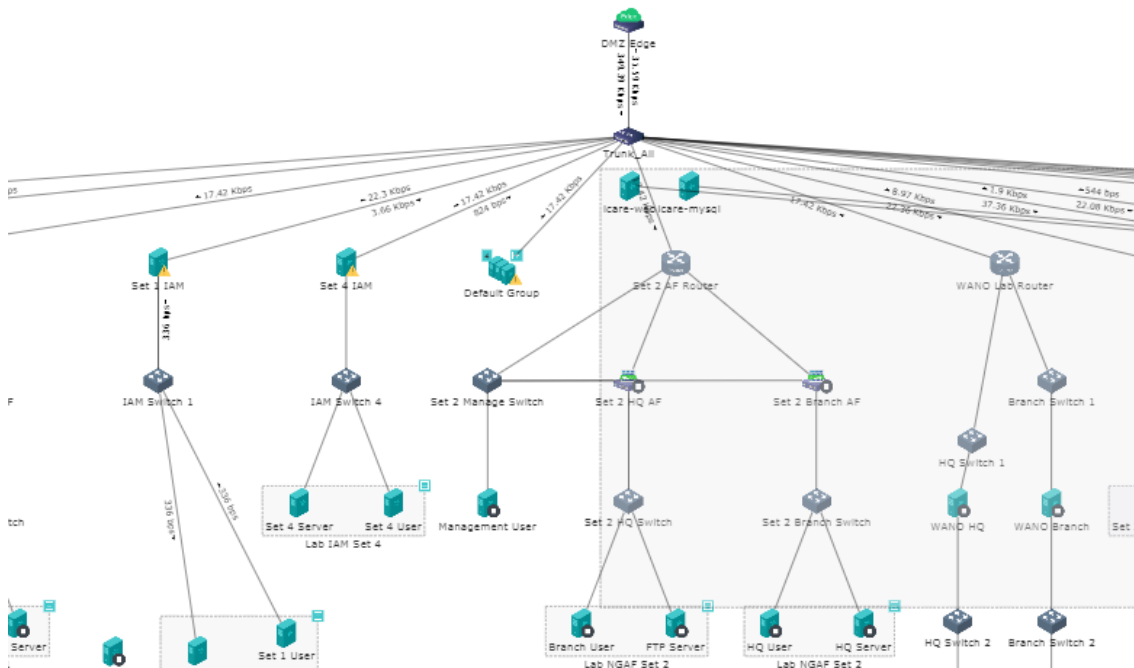 DMZ Edge
349.39 Kbps
33.59 Kbps
Trunk_All
17.42 Kbps
22.3 Kbps
3.66 Kbps
17.42 Kbps
824 bps
17.42 Kbps
17.42 Kbps
8.97 Kbps
22.36 Kbps
1.9 Kbps
37.36 Kbps
544 bps
22.08 Kbps
icare-mysql
Set 1 IAM
Set 4 IAM
Default Group
Set 2 AF Router
WANO Lab Router
336 bps
IAM Switch 1
IAM Switch 4
Set 2 Manage Switch
Set 2 HQ AF
Set 2 Branch AF
Branch Switch 1
HQ Switch 1
336 bps
336 bps
Set 4 Server
Set 4 User
Lab IAM Set 4
Management User
Set 2 HQ Switch
Set 2 Branch Switch
WANO HQ
WANO Branch
Set
Server
Set 1 User
Branch User
FTP Server
Lab NGAF Set 2
HQ User
HQ Server
Lab NGAF Set 2
HQ Switch 2
Branch Switch 2